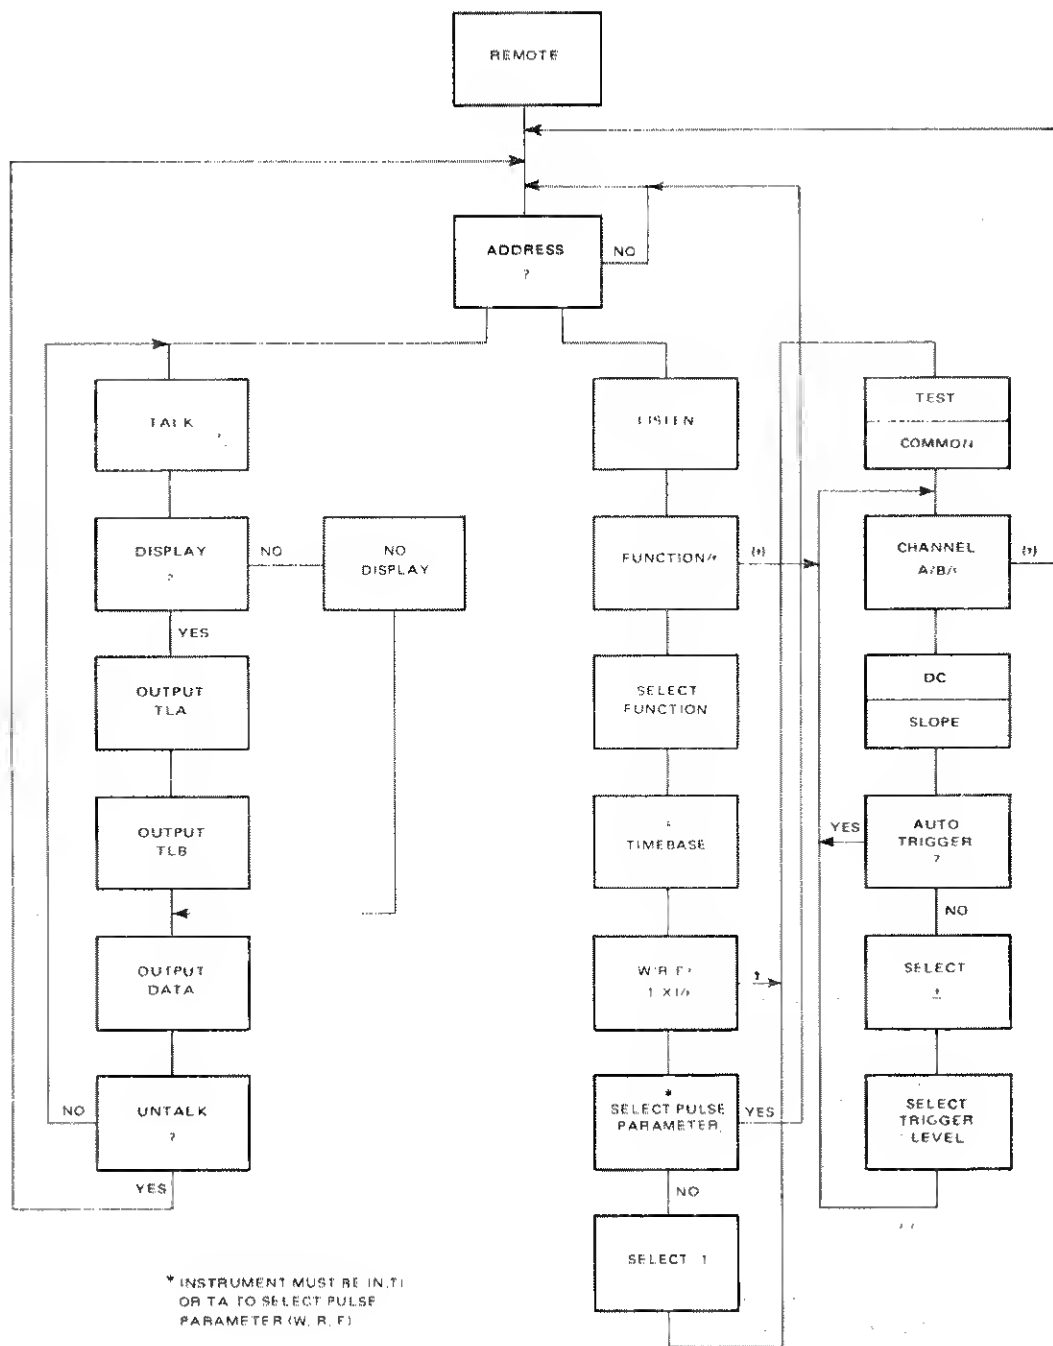 REMOTE
ADDRESS
?
NO
TALK
DISPLAY
?
NO
NO
DISPLAY
YES
OUTPUT
TLA
OUTPUT
TLB
OUTPUT
DATA
UNTALK
?
NO
YES
LISTEN
FUNCTION/
SELECT
FUNCTION
TIMEBASE
SELECT PULSE
PARAMETER
YES
NO
SELECT
TEST
COMMON
CHANNEL
A/B/
DC
SLOPE
AUTO
TRIGGER
?
YES
NO
SELECT
SELECT
TRIGGER
LEVEL
* INSTRUMENT MUST BE IN
OR TA TO SELECT PULSE
PARAMETER (W, R, F)